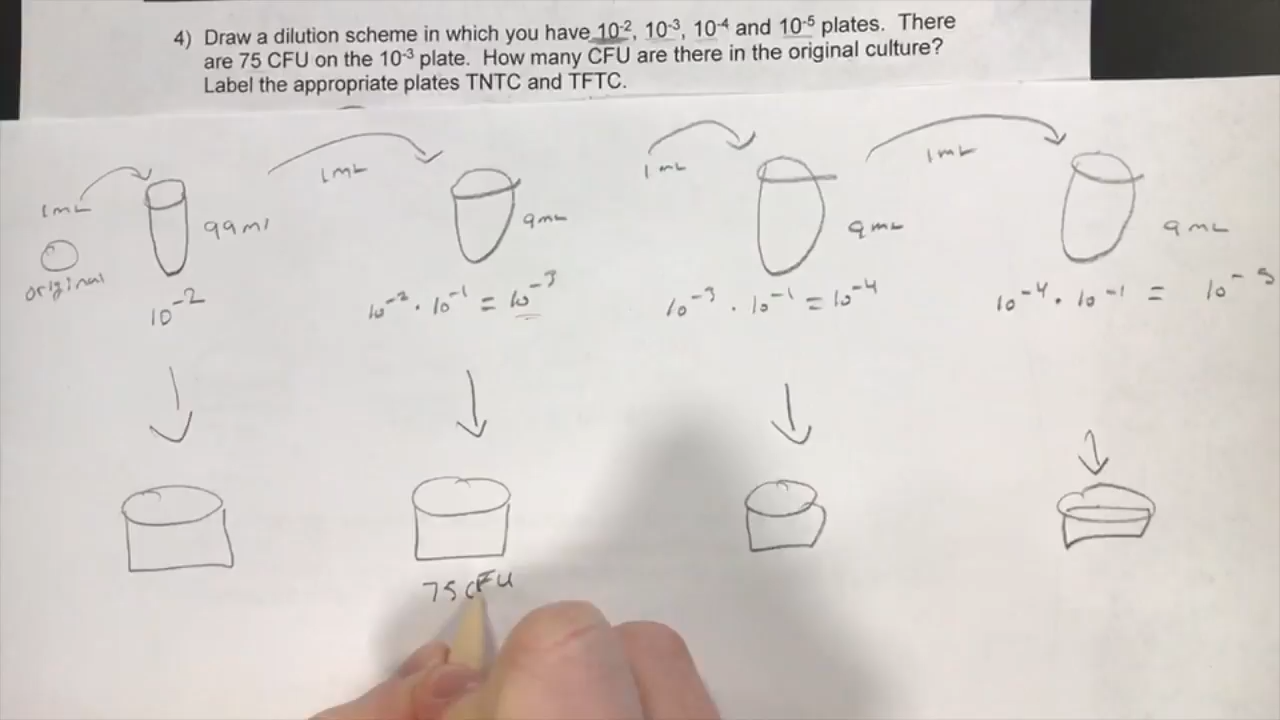 4) Draw a dilution scheme in which you have 10⁻², 10⁻³, 10⁻⁴ and 10⁻⁵ plates. There
are 75 CFU on the 10⁻³ plate. How many CFU are there in the original culture?
Label the appropriate plates TNTC and TFTC.
1mL
1mL
1mL
1mL
99ml
9mL
9mL
9mL
original
10⁻²
10⁻² · 10⁻¹ = 10⁻³
10⁻³ · 10⁻¹ = 10⁻⁴
10⁻⁴ · 10⁻¹ = 10⁻⁵
75 CFU